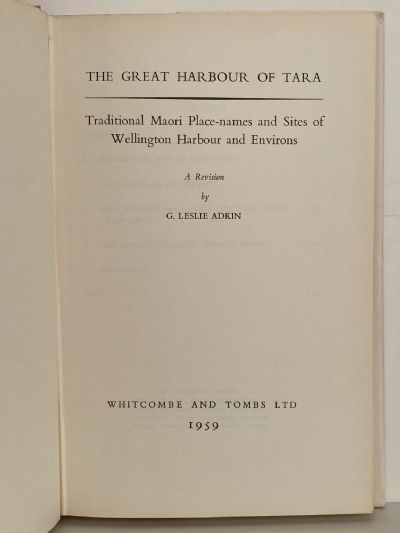 THE GREAT HARBOUR OF TARA
Traditional Maori Place-names and Sites of
Wellington Harbour and Environs
A Revision
by
G. LESLIE ADKIN
WHITCOMBE AND TOMBS LTD
1959